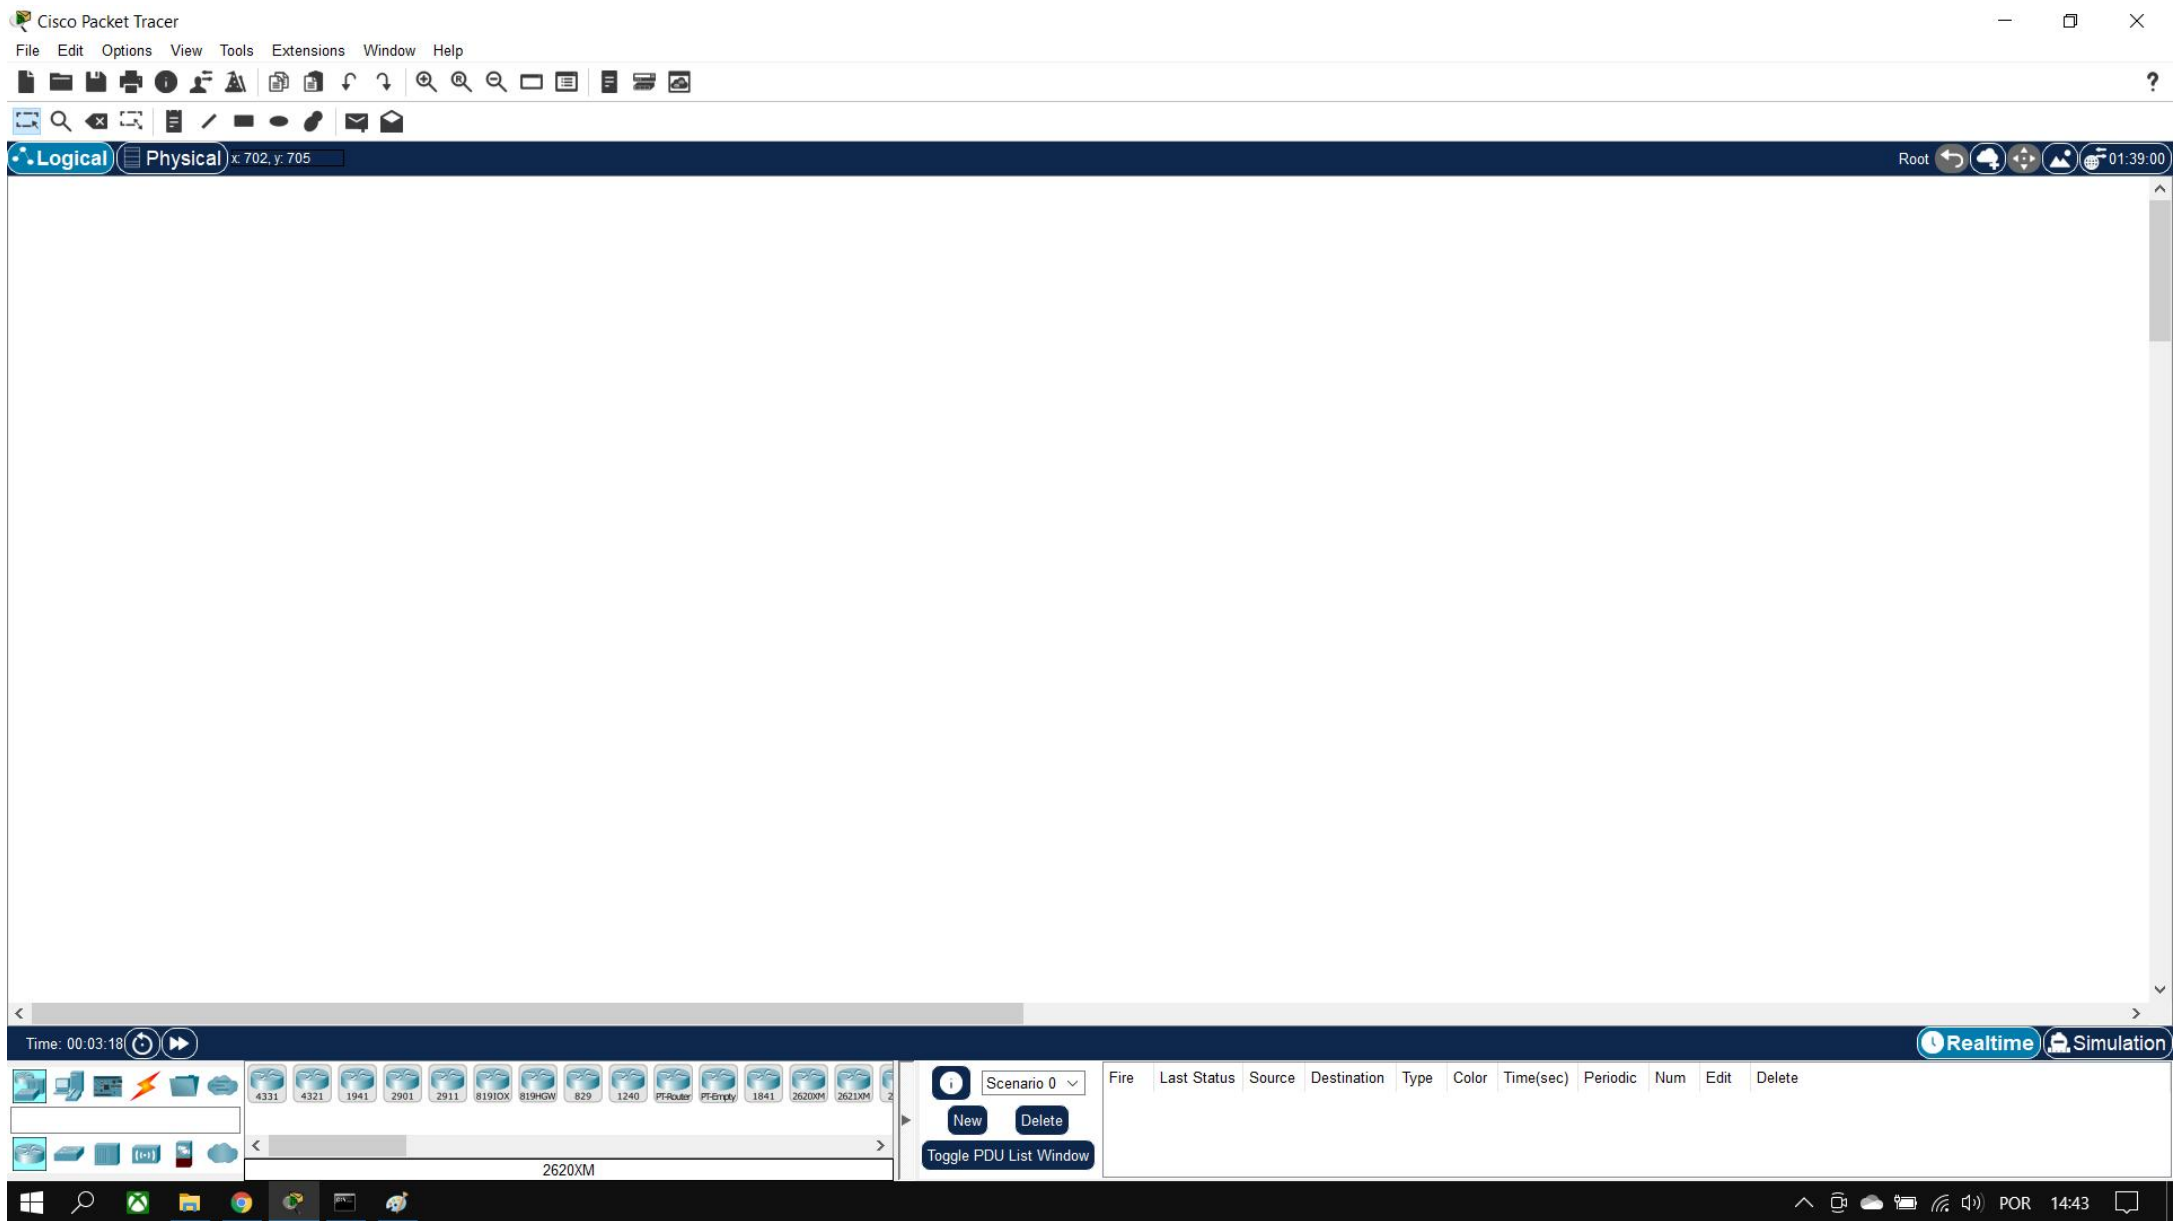 Cisco Packet Tracer
File Edit Options View Tools Extensions Window Help
?
Logical Physical x: 702, y: 705 Root 01:39:00
Time: 00:03:18 Realtime Simulation
4331 4321 1941 2901 2911 819IOX 819HGW 829 1240 PT-Router PT-Empty 1841 2620XM 2621XM 2
Scenario 0 Fire Last Status Source Destination Type Color Time(sec) Periodic Num Edit Delete
New Delete
Toggle PDU List Window
2620XM
POR 14:43